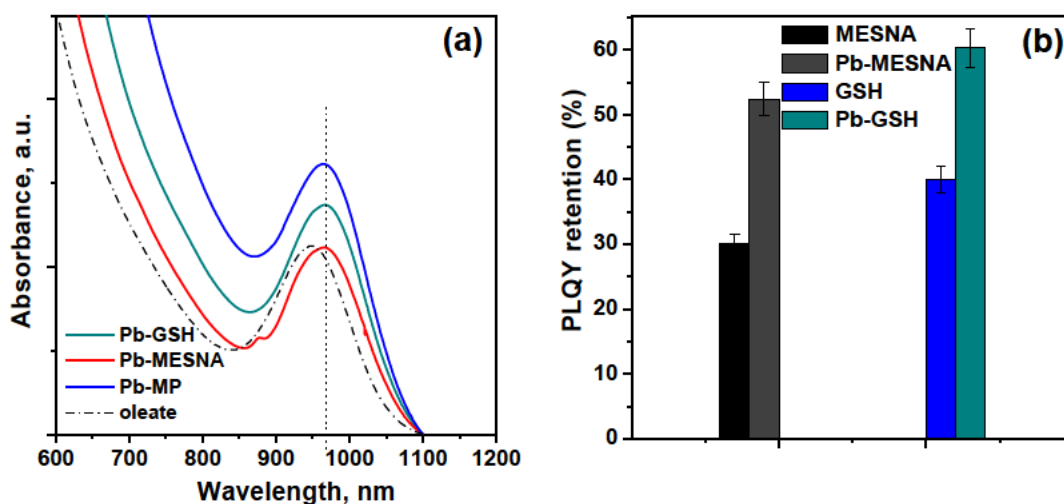 (a)
Absorbance, a.u.
Pb-GSH
Pb-MESNA
Pb-MP
oleate
600 700 800 900 1000 1100 1200
Wavelength, nm
(b)
MESNA
Pb-MESNA
GSH
Pb-GSH
PLQY retention (%)
60
50
40
30
20
10
0